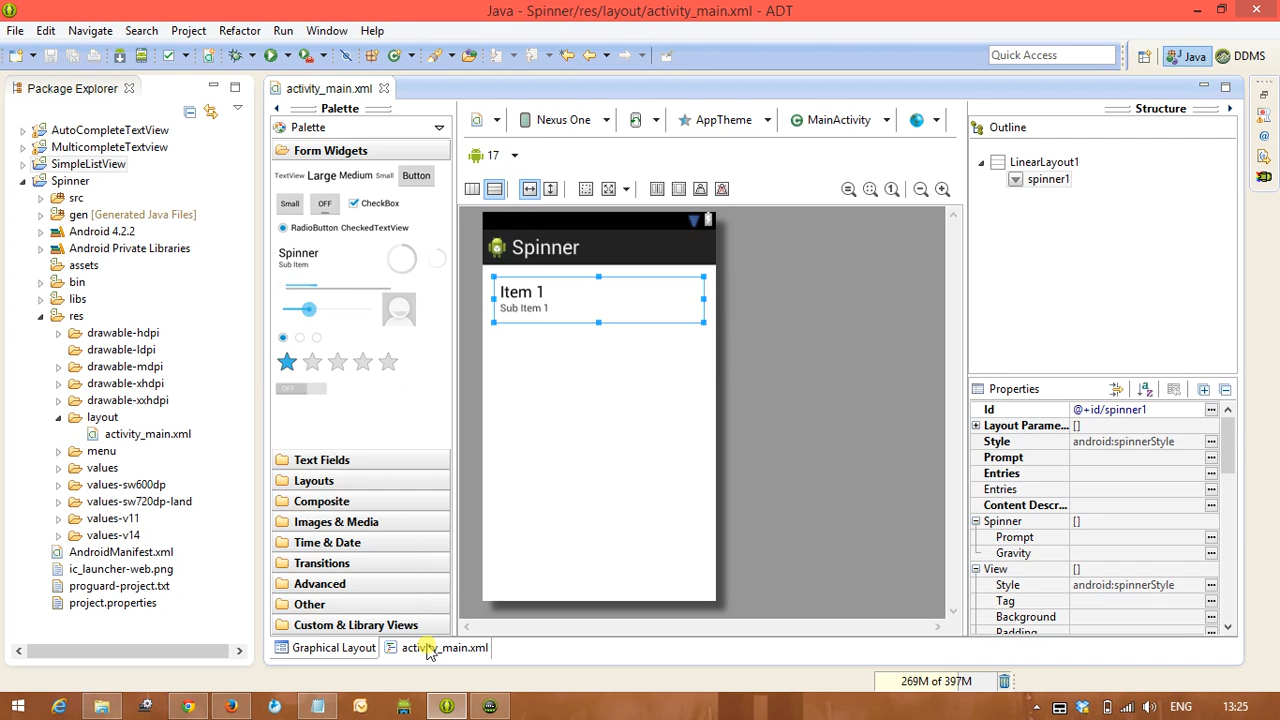 Java - Spinner/res/layout/activity_main.xml - ADT
File Edit Navigate Search Project Refactor Run Window Help
Quick Access
Java
DDMS
Package Explorer
AutoCompleteTextView
MulticompleteTextview
SimpleListView
Spinner
src
gen [Generated Java Files]
Android 4.2.2
Android Private Libraries
assets
bin
libs
res
drawable-hdpi
drawable-ldpi
drawable-mdpi
drawable-xhdpi
drawable-xxhdpi
layout
activity_main.xml
menu
values
values-sw600dp
values-sw720dp-land
values-v11
values-v14
AndroidManifest.xml
ic_launcher-web.png
proguard-project.txt
project.properties
activity_main.xml
Palette
Palette
Form Widgets
TextView Large Medium Small Button
Small OFF CheckBox
RadioButton CheckedTextView
Spinner
Sub Item
OFF
Text Fields
Layouts
Composite
Images & Media
Time & Date
Transitions
Advanced
Other
Custom & Library Views
Nexus One
AppTheme
MainActivity
17
Spinner
Item 1
Sub Item 1
Graphical Layout
activity_main.xml
Structure
Outline
LinearLayout1
spinner1
Properties
Id @+id/spinner1
Layout Parame... []
Style android:spinnerStyle
Prompt
Entries
Entries
Content Descr...
Spinner []
Prompt
Gravity
View []
Style android:spinnerStyle
Tag
Background
Padding
269M of 397M
ENG 13:25